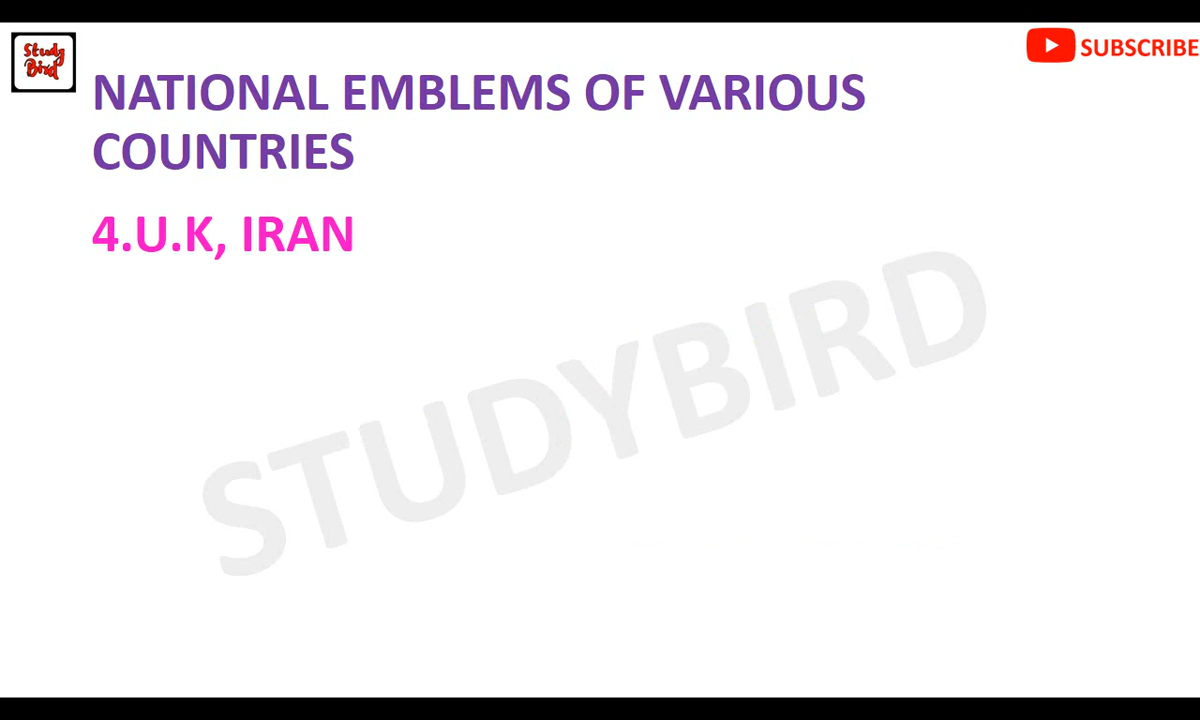 Study
Bird
SUBSCRIBE
NATIONAL EMBLEMS OF VARIOUS
COUNTRIES
4.U.K, IRAN
STUDYBIRD